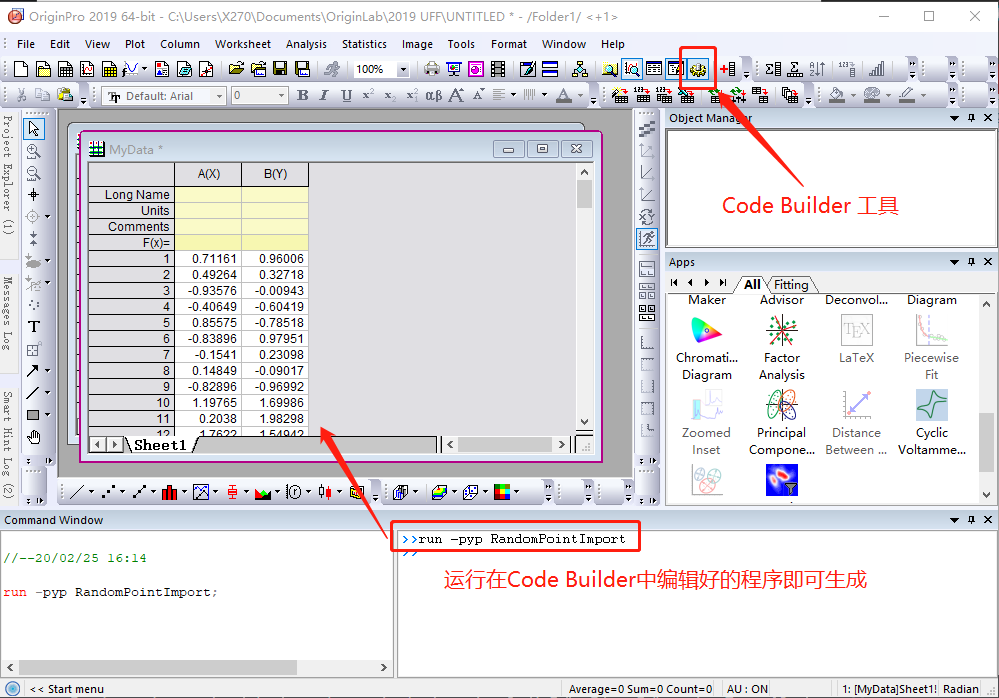 OriginPro 2019 64-bit - C:\Users\X270\Documents\OriginLab\2019 UFF\UNTITLED * - /Folder1/ <+1>
File Edit View Plot Column Worksheet Analysis Statistics Image Tools Format Window Help
100%
Default: Arial 0 B I U
Project Explorer (1)
Messages Log
Smart Hint Log (2)
MyData *
A(X) B(Y)
Long Name
Units
Comments
F(x)=
1 0.71161 0.96006
2 0.49264 0.32718
3 -0.93576 -0.00943
4 -0.40649 -0.60419
5 0.85575 -0.78518
6 -0.83896 0.97951
7 -0.1541 0.23098
8 0.14849 -0.09017
9 -0.82896 -0.96992
10 1.19765 1.69986
11 0.2038 1.98298
12 1.7622 1.54942
Sheet1
Object Manager
Code Builder 工具
Apps
All Fitting
Maker Advisor Deconvol... Diagram
TEX
Chromati... Diagram
Factor Analysis
LaTeX
Piecewise Fit
Zoomed Inset
Principal Compone...
Distance Between ...
Cyclic Voltamme...
Command Window
//--20/02/25 16:14
run -pyp RandomPointImport;
>>run -pyp RandomPointImport
>>
运行在Code Builder中编辑好的程序即可生成
<< Start menu
Average=0 Sum=0 Count=0 AU : ON 1: [MyData]Sheet1! Radian